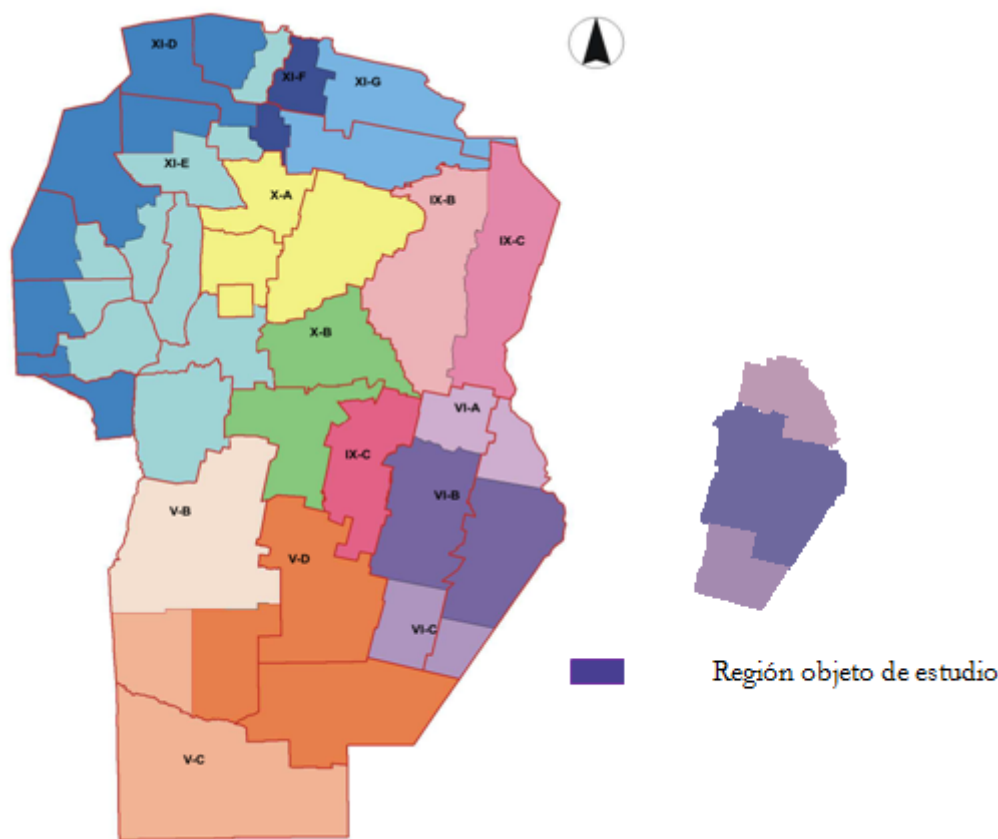 XI-D
XI-F
XI-G
XI-E
X-A
IX-B
IX-C
X-B
VI-A
IX-C
VI-B
V-B
V-D
VI-C
V-C
Región objeto de estudio